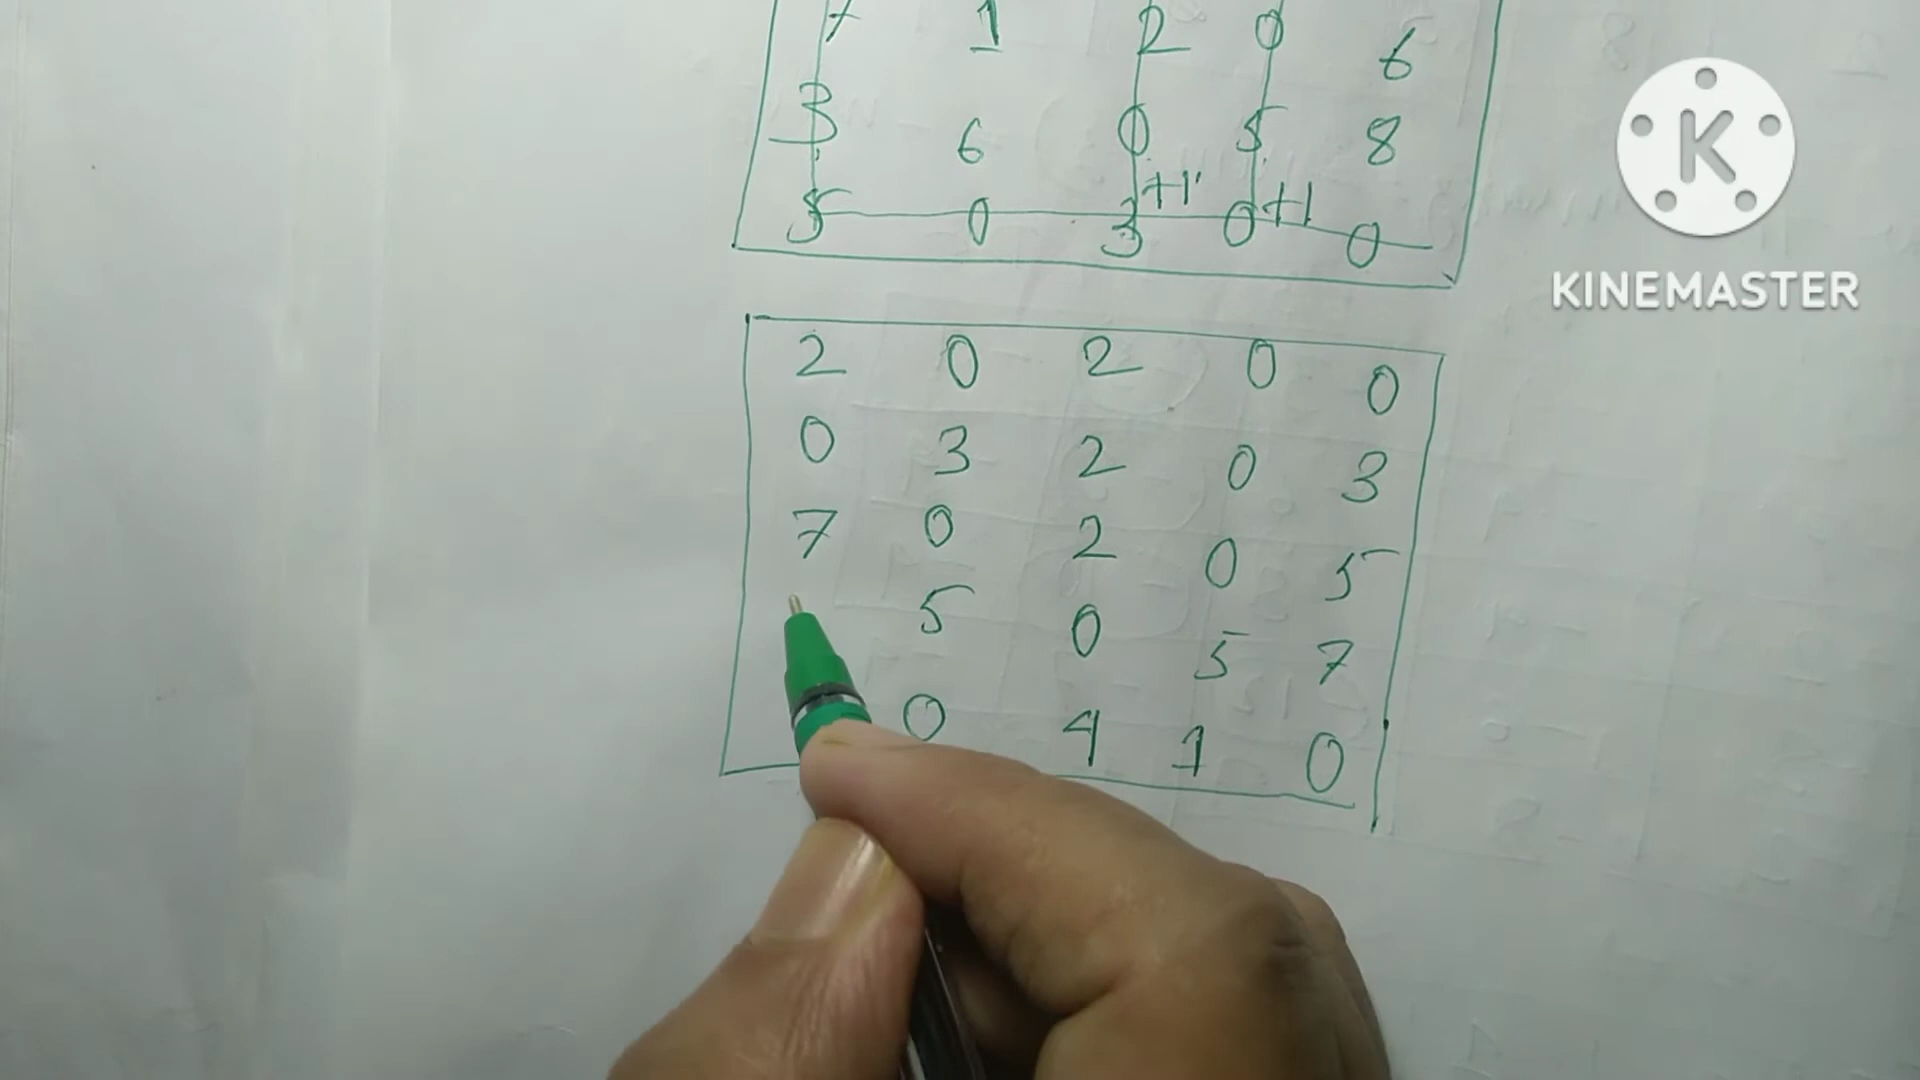 7 1 2 0 6
3 6 0 5 8
+1 +1
5 0 3 0 0
2 0 2 0 0
0 3 2 0 3
7 0 2 0 5
5 0 5 7
0 4 1 0
K
KINEMASTER